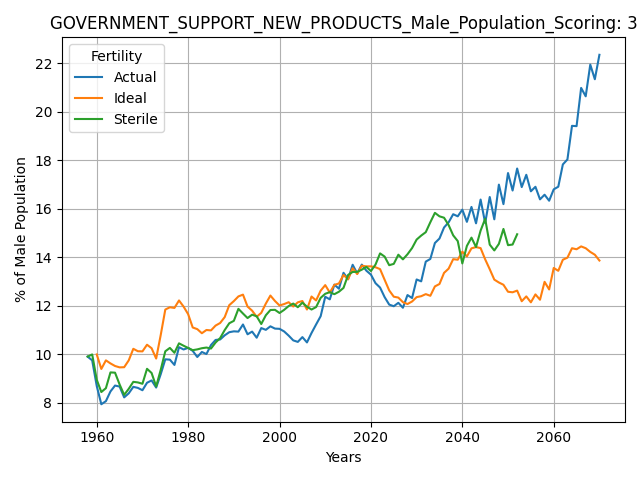 GOVERNMENT_SUPPORT_NEW_PRODUCTS_Male_Population_Scoring: 3
Fertility
Actual
Ideal
Sterile
% of Male Population
22
20
18
16
14
12
10
8
1960 1980 2000 2020 2040 2060
Years